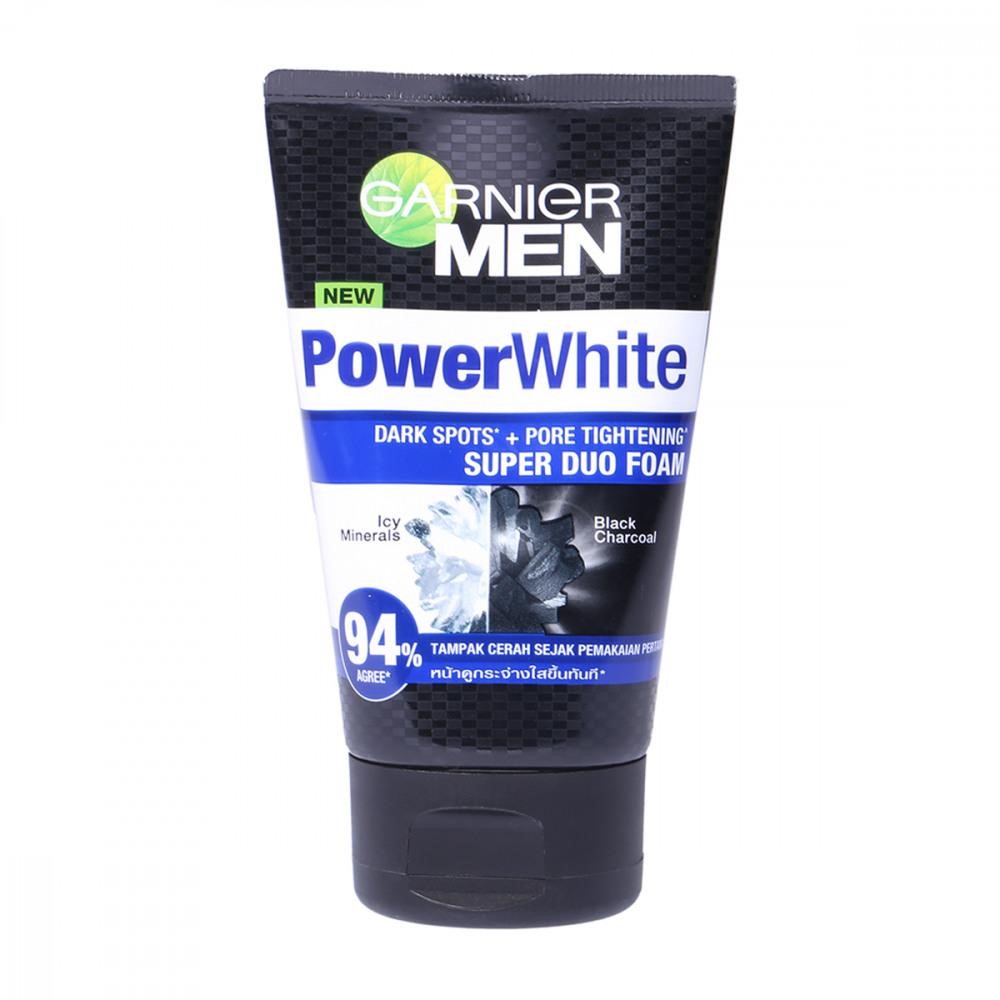 GARNIER
MEN
NEW
PowerWhite
DARK SPOTS* + PORE TIGHTENING*
SUPER DUO FOAM
Icy
Minerals
Black
Charcoal
94%
AGREE*
TAMPAK CERAH SEJAK PEMAKAIAN
หน้าดูกระจ่างใสขึ้นทันที*